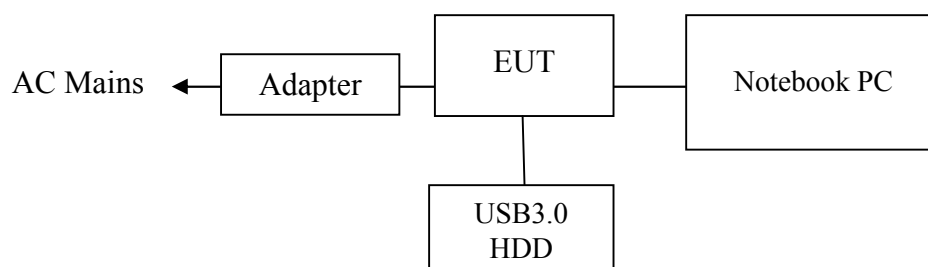 AC Mains
Adapter
EUT
Notebook PC
USB3.0
HDD